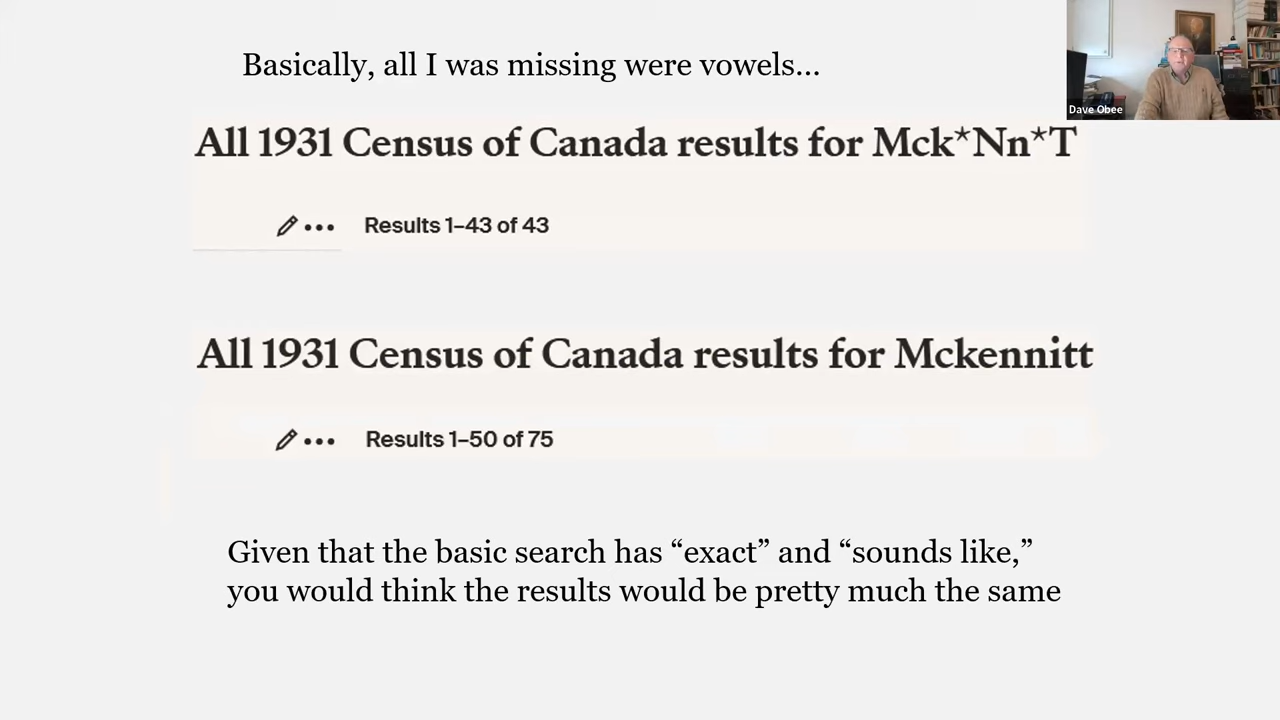 Basically, all I was missing were vowels...
Dave Obee
All 1931 Census of Canada results for Mck*Nn*T
Results 1–43 of 43
All 1931 Census of Canada results for Mckennitt
Results 1–50 of 75
Given that the basic search has “exact” and “sounds like,”
you would think the results would be pretty much the same